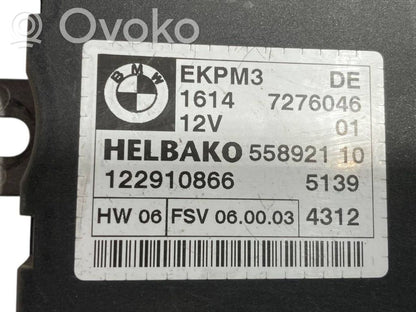 Ovoko
BMW
EKPM3 DE
1614 7276046
12V 01
HELBAKO 558921 10
122910866 5139
HW 06 FSV 06.00.03 4312